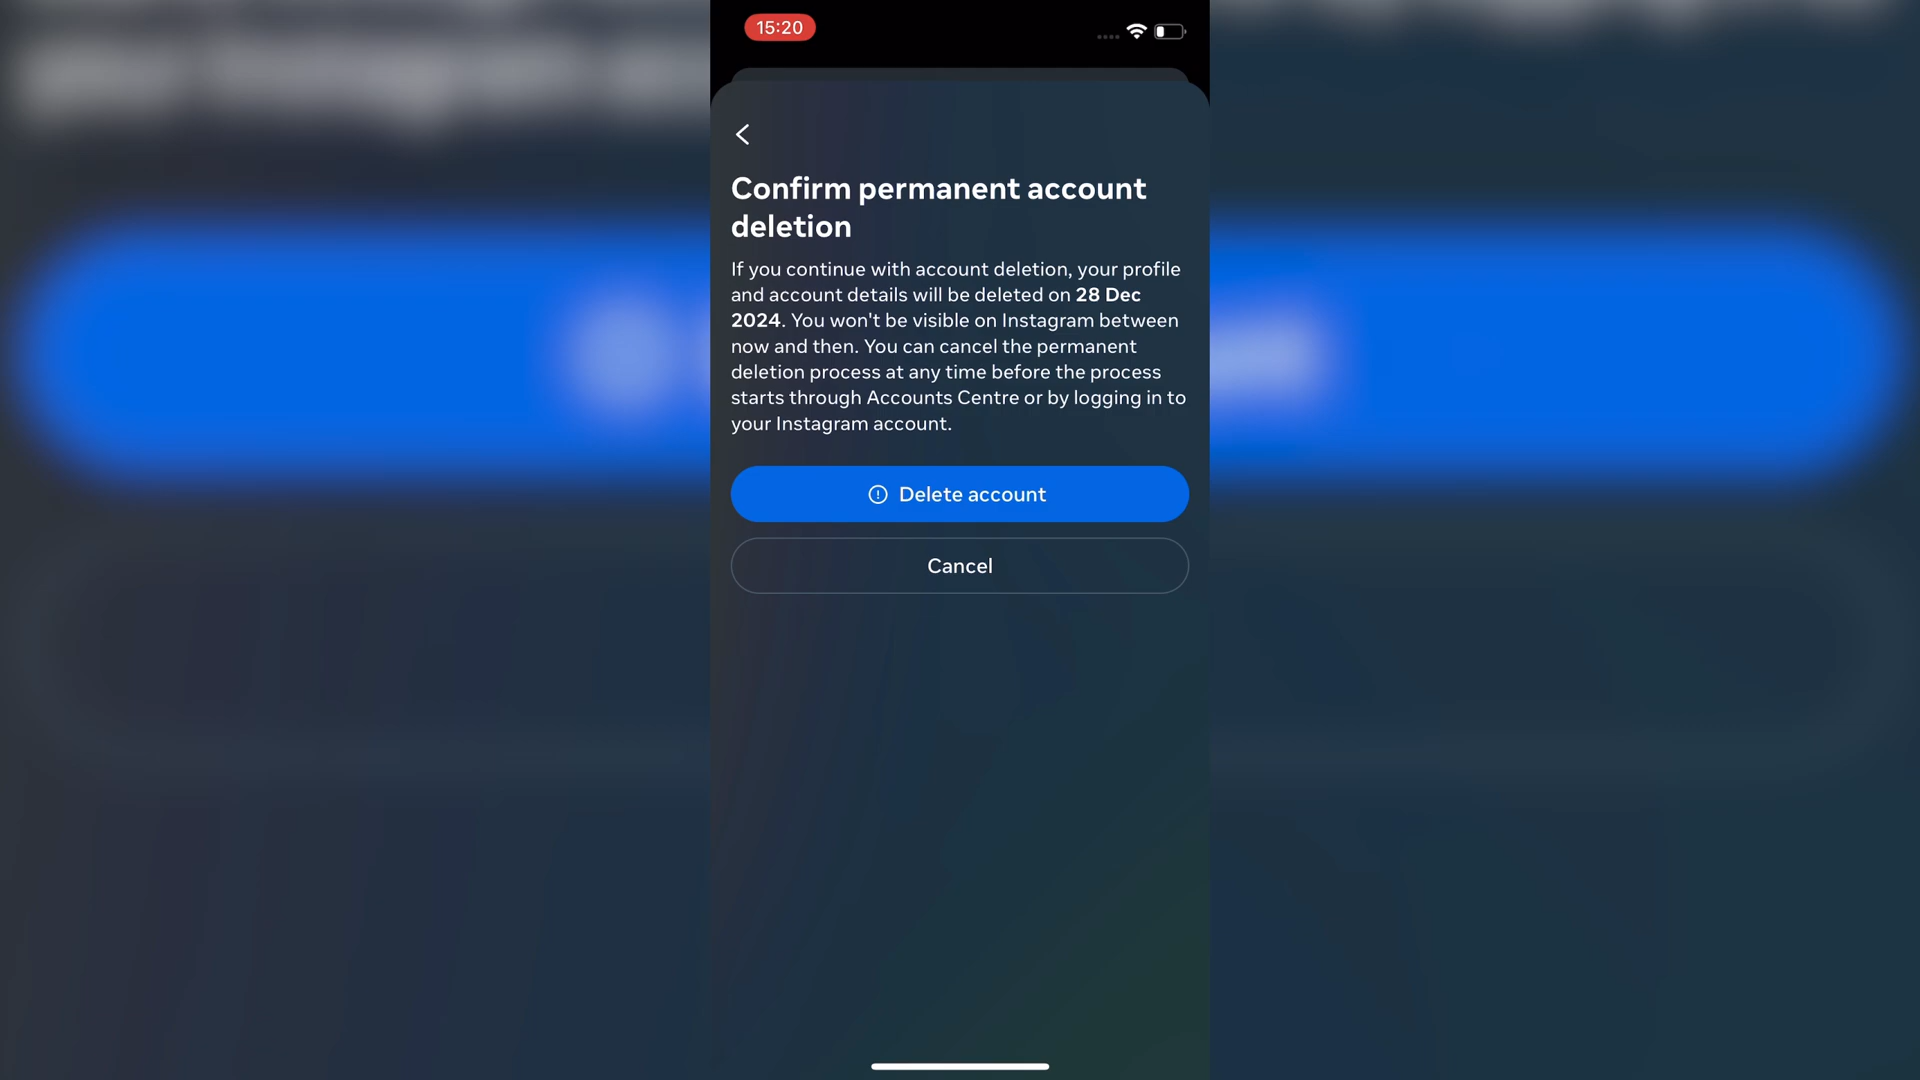 15:20
Confirm permanent account
deletion
If you continue with account deletion, your profile
and account details will be deleted on 28 Dec
2024. You won't be visible on Instagram between
now and then. You can cancel the permanent
deletion process at any time before the process
starts through Accounts Centre or by logging in to
your Instagram account.
Delete account
Cancel